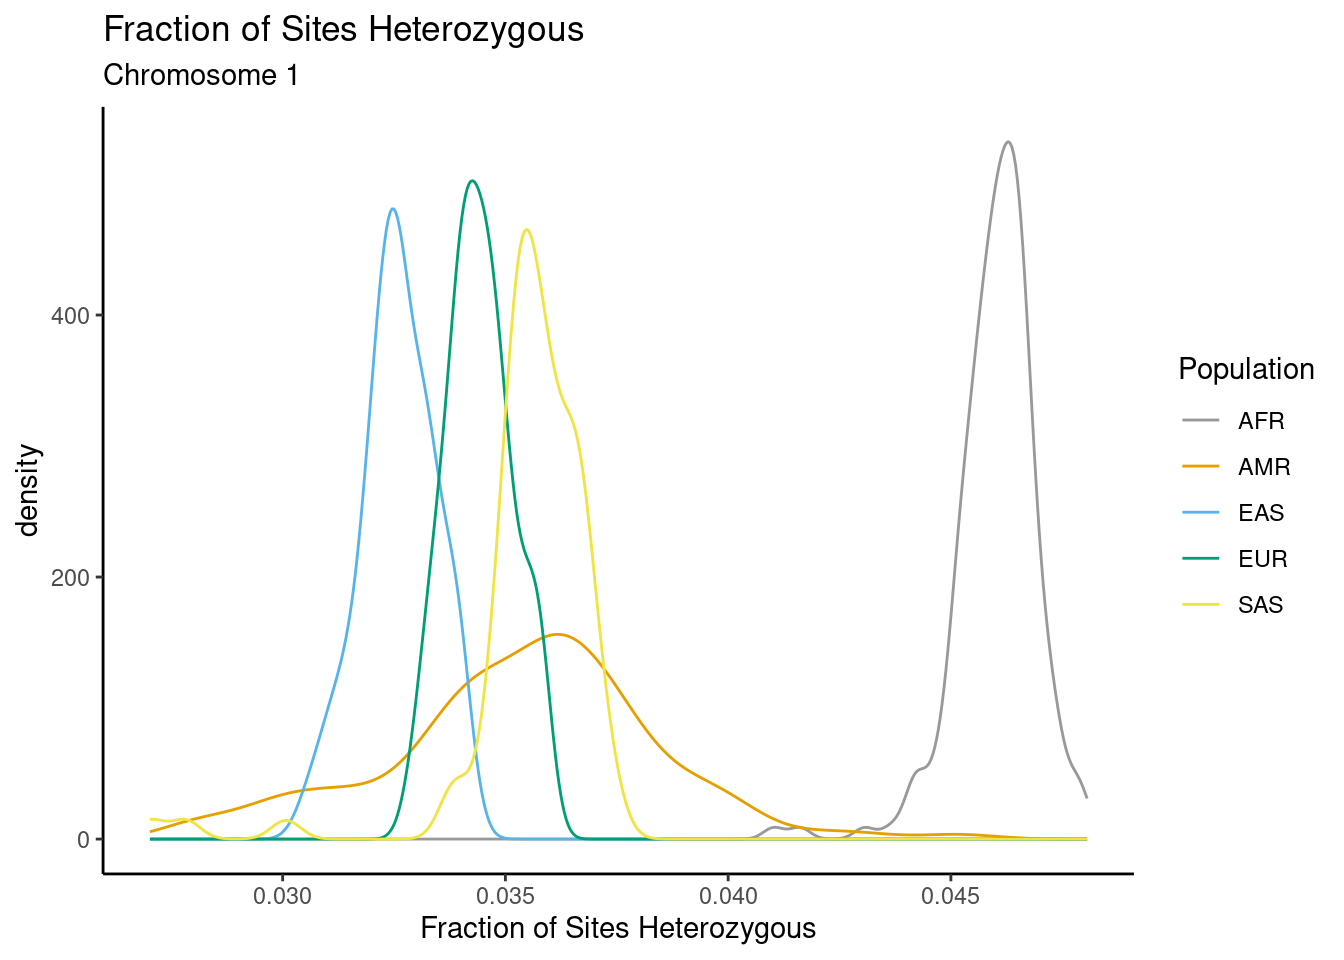 Fraction of Sites Heterozygous
Chromosome 1
density
400
200
0
0.030
0.035
0.040
0.045
Fraction of Sites Heterozygous
Population
AFR
AMR
EAS
EUR
SAS